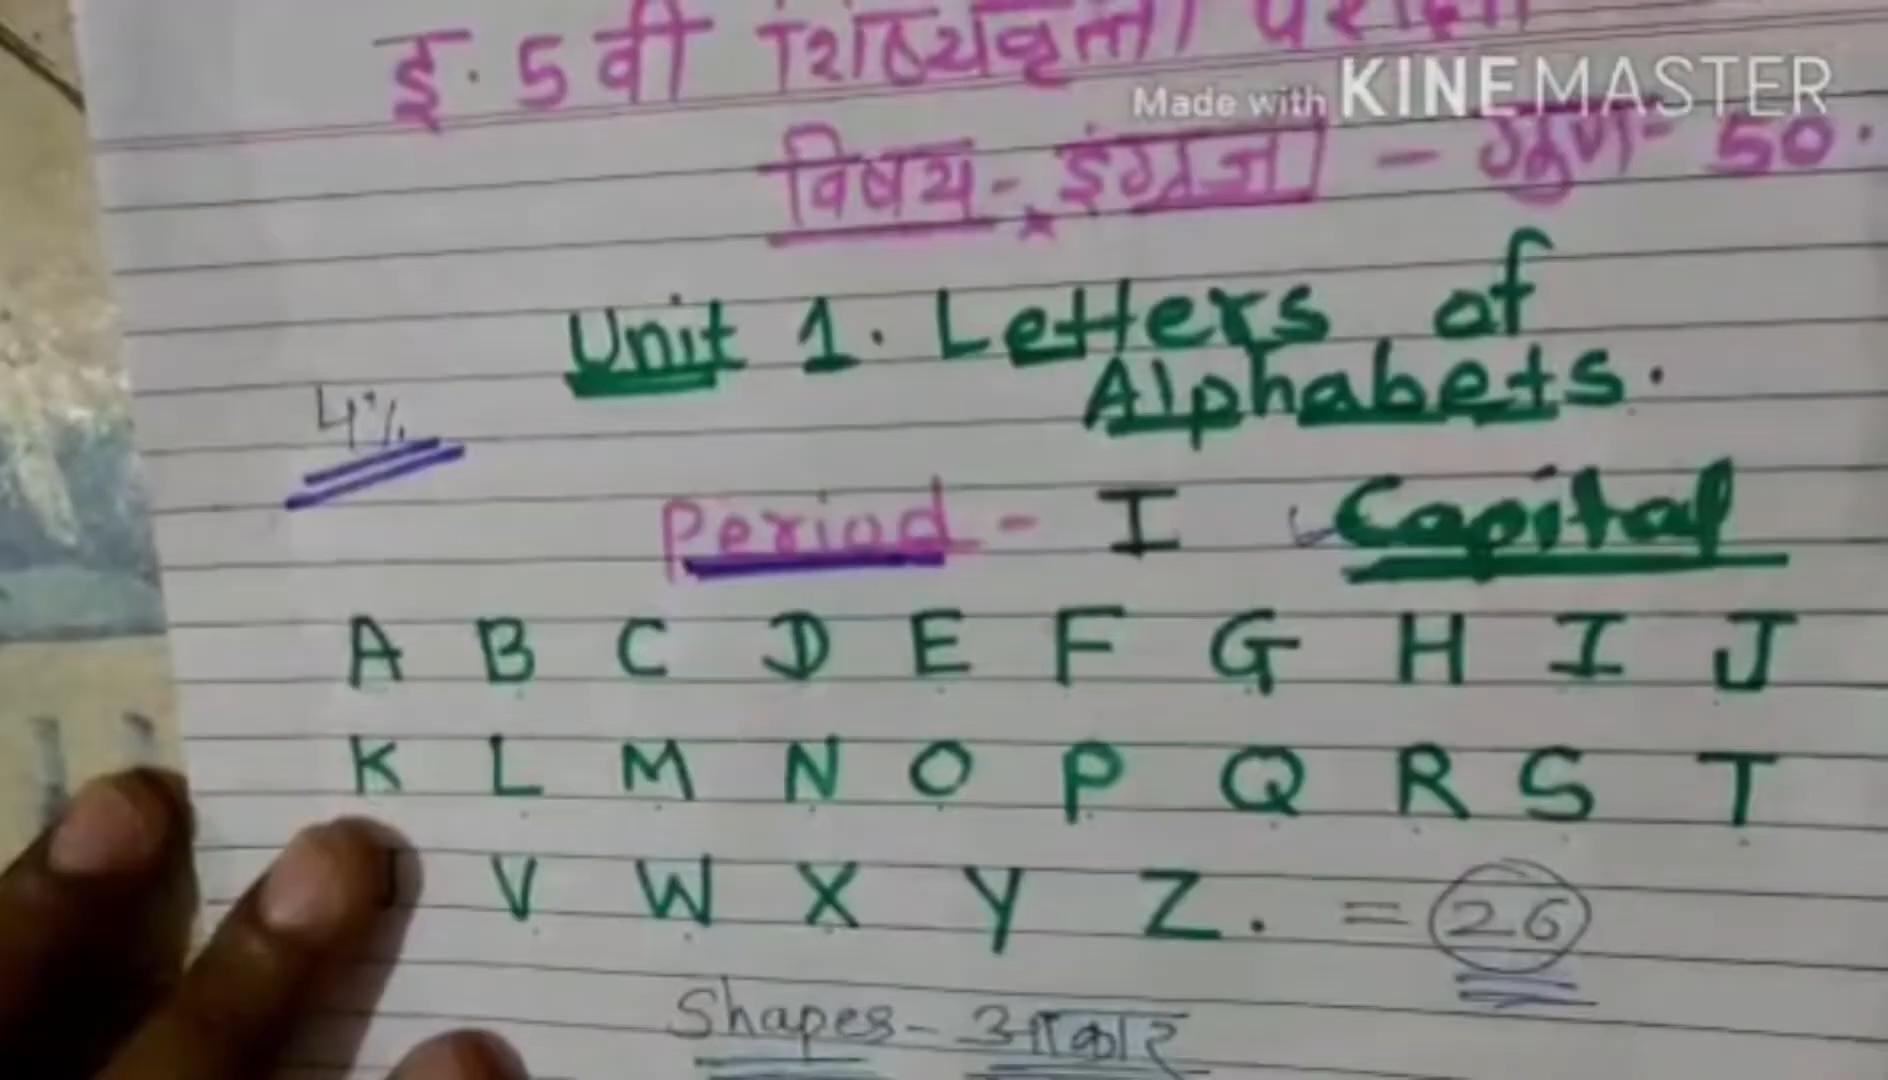 इ. 5 वी शिष्यवृत्ती परीक्षा
Made with KINEMASTER
विषय - इंग्रजी - गुण - 50.
Unit 1. Letters of
Alphabets.
4%
Period - I Capital
A B C D E F G H I J
K L M N O P Q R S T
V W X Y Z. = 26
Shapes - आकार